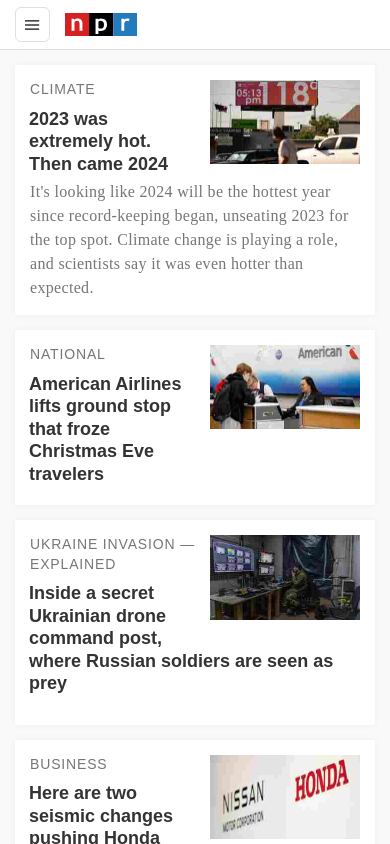 npr
CLIMATE
2023 was
extremely hot.
Then came 2024
05:13
pm
118°
It's looking like 2024 will be the hottest year
since record-keeping began, unseating 2023 for
the top spot. Climate change is playing a role,
and scientists say it was even hotter than
expected.
NATIONAL
American Airlines
lifts ground stop
that froze
Christmas Eve
travelers
American
UKRAINE INVASION —
EXPLAINED
Inside a secret
Ukrainian drone
command post,
where Russian soldiers are seen as
prey
BUSINESS
Here are two
seismic changes
pushing Honda
NISSAN
MOTOR CORPORATION
HONDA